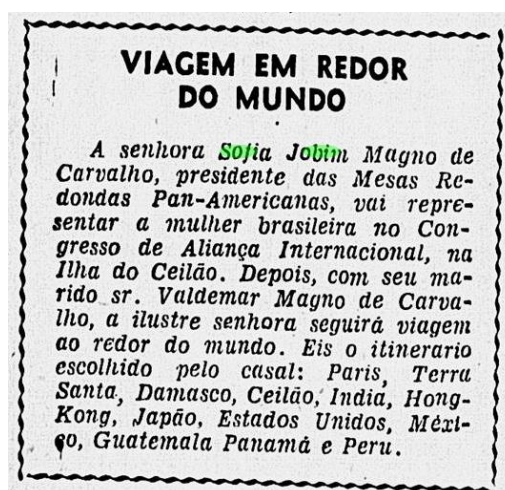 VIAGEM EM REDOR
DO MUNDO
A senhora Sofia Jobim Magno de
Carvalho, presidente das Mesas Re-
dondas Pan-Americanas, vai repre-
sentar a mulher brasileira no Con-
gresso de Aliança Internacional, na
Ilha do Ceilão. Depois, com seu ma-
rido sr. Valdemar Magno de Carva-
lho, a ilustre senhora seguirá viagem
ao redor do mundo. Eis o itinerario
escolhido pelo casal: Paris, Terra
Santa, Damasco, Ceilão, India, Hong-
Kong, Japão, Estados Unidos, Méxi-
co, Guatemala Panamá e Peru.